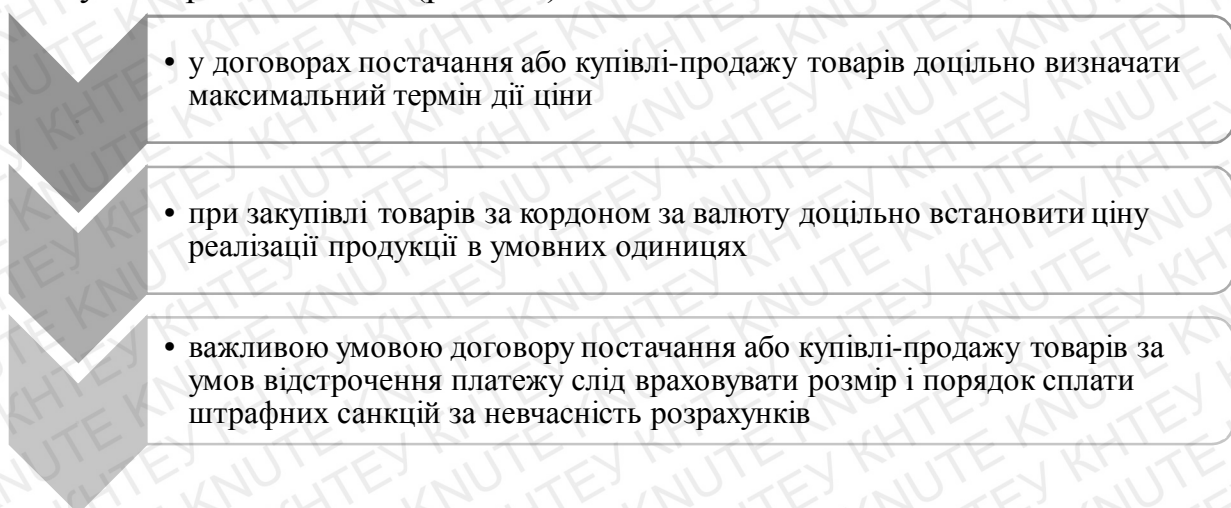 • у договорах постачання або купівлі-продажу товарів доцільно визначати
максимальний термін дії ціни
• при закупівлі товарів за кордоном за валюту доцільно встановити ціну
реалізації продукції в умовних одиницях
• важливою умовою договору постачання або купівлі-продажу товарів за
умов відстрочення платежу слід враховувати розмір і порядок сплати
штрафних санкцій за невчасність розрахунків